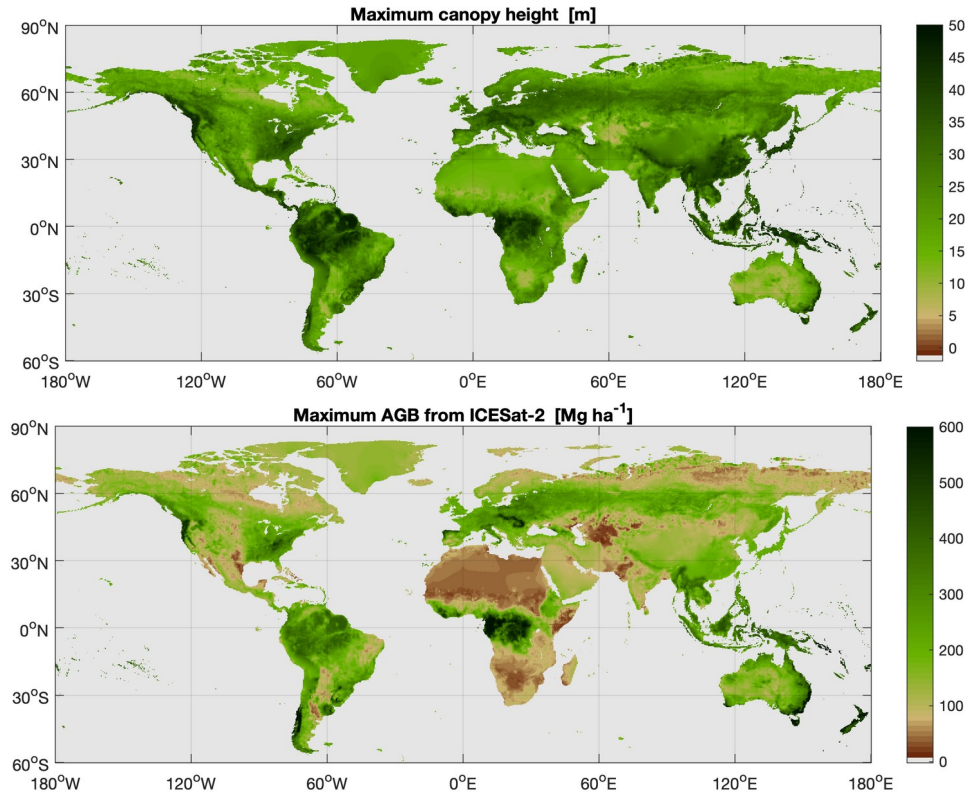 Maximum canopy height [m]
90°N
60°N
30°N
0°N
30°S
60°S
180°W
120°W
60°W
0°E
60°E
120°E
180°E
50
45
40
35
30
25
20
15
10
5
0
Maximum AGB from ICESat-2 [Mg ha⁻¹]
90°N
60°N
30°N
0°N
30°S
60°S
180°W
120°W
60°W
0°E
60°E
120°E
180°E
600
500
400
300
200
100
0